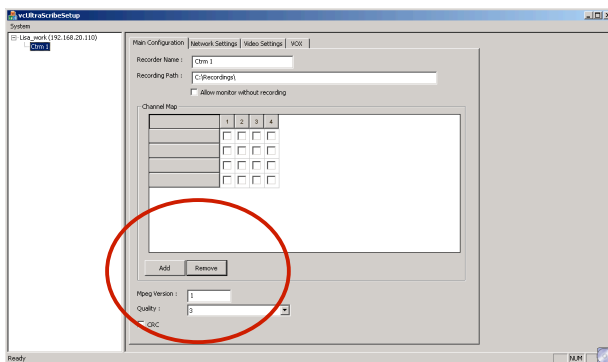 vcUltraScribeSetup
System
Lisa_work (192.168.20.110)
Ctrm 1
Main Configuration Network Settings Video Settings VOX
Recorder Name : Ctrm 1
Recording Path : C:\Recordings\
Allow monitor without recording
Channel Map
1 2 3 4
Add Remove
Mpeg Version : 1
Quality : 3
CRC
Ready NUM